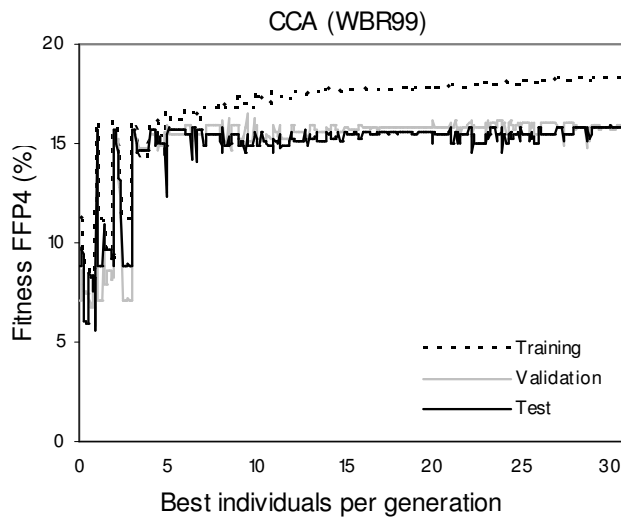 CCA (WBR99)
Fitness FFP4 (%)
20
15
10
5
0
Training
Validation
Test
0 5 10 15 20 25 30
Best individuals per generation